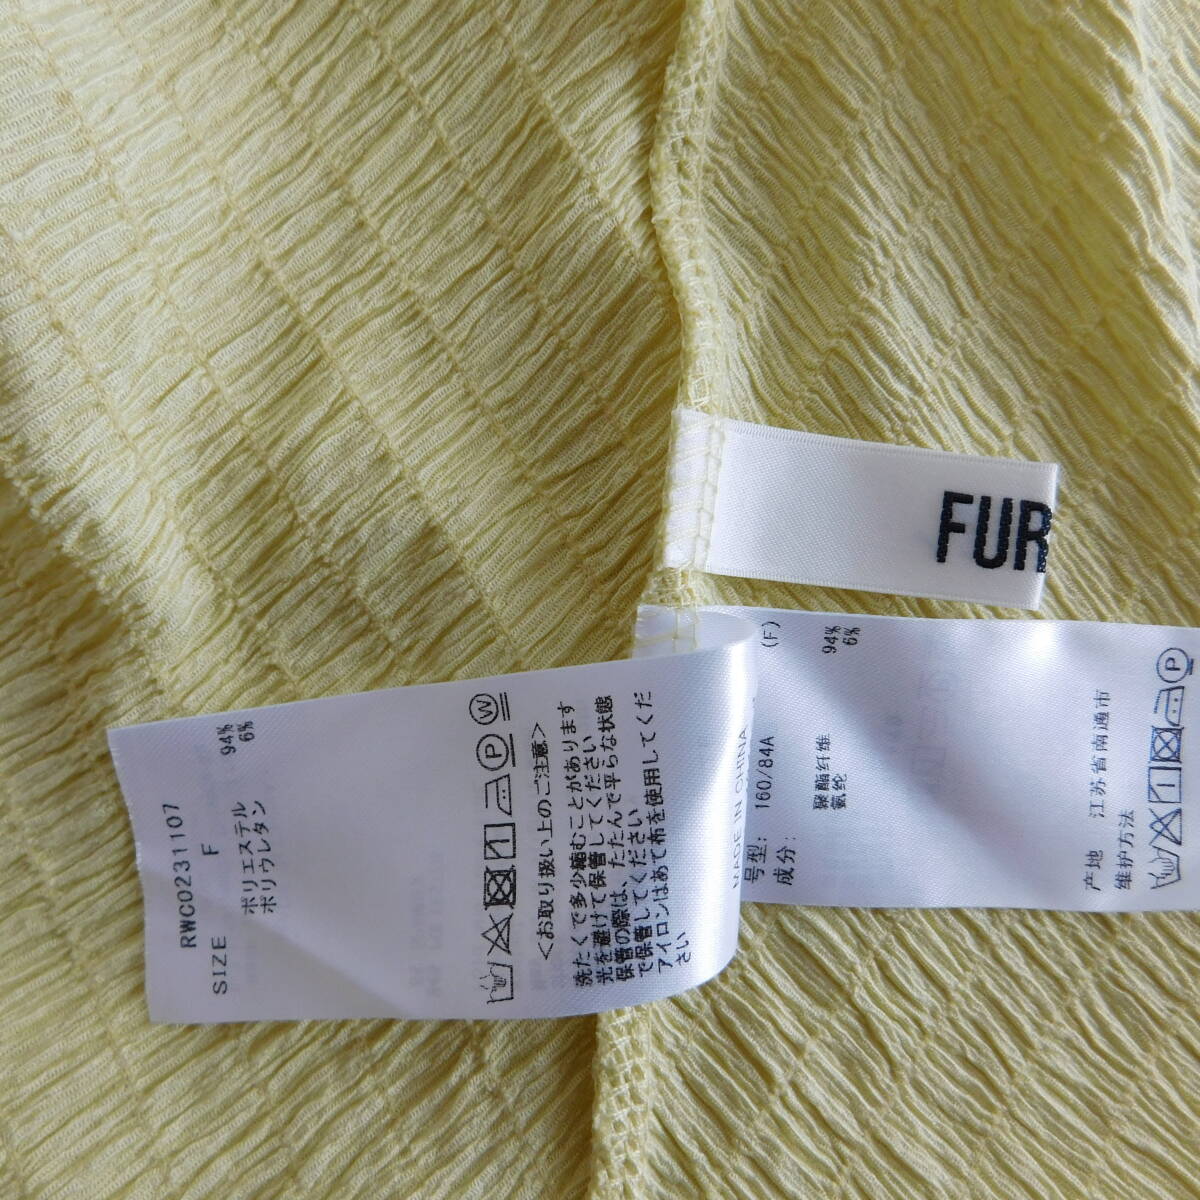 FUR
RWCO231107
SIZE F
ポリエステル 94%
ポリウレタン 6%
W
P
<お取り扱い上のご注意>
洗たくで多少縮むことがあります
光を避けて保管してください
保管の際は、たたんで平らな状態
で保管してください
アイロンはあて布を使用してくだ
さい
MADE IN CHINA
号型: 160/84A (F)
成分:
聚酯纤维 94%
氨纶 6%
产地 江苏省南通市
维护方法
P